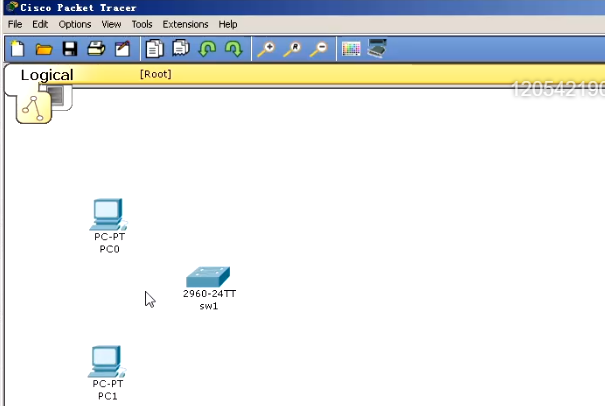 Cisco Packet Tracer
File Edit Options View Tools Extensions Help
Logical
[Root]
120542196
PC-PT
PC0
2960-24TT
sw1
PC-PT
PC1